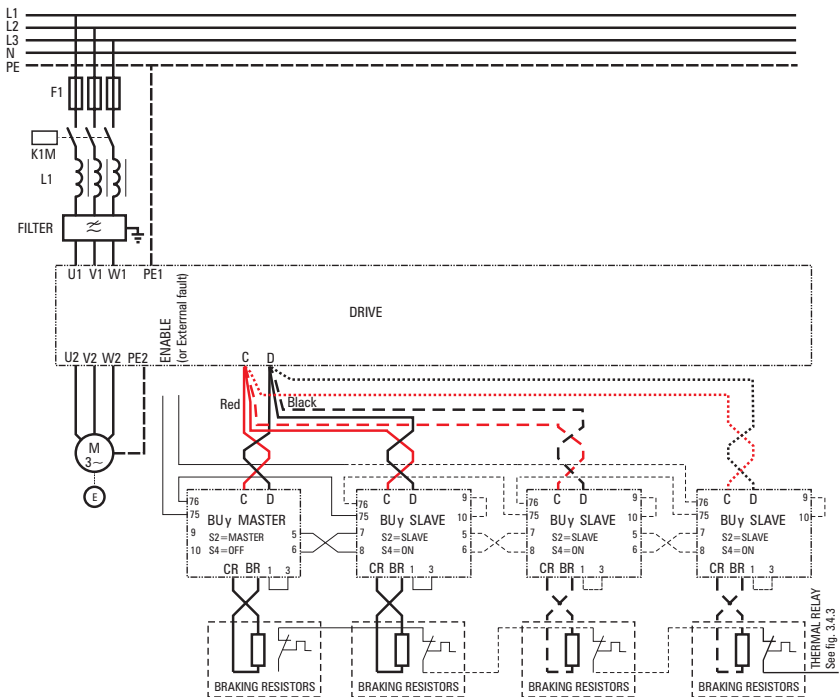 L1
L2
L3
N
PE
F1
K1M
L1
FILTER
U1 V1 W1 PE1
ENABLE
(or Exterrnal fault)
DRIVE
U2 V2 W2 PE2
C D
Red
Black
M
3~
E
C D
76
75
9
10
BUy MASTER
S2=MASTER
S4=OFF
5
6
CR BR 1 3
C D
76
75
7
8
BUy SLAVE
S2=SLAVE
S4=ON
9
10
5
6
CR BR 1 3
C D
76
75
7
8
BUy SLAVE
S2=SLAVE
S4=ON
9
10
5
6
CR BR 1 3
C D
76
75
7
8
BUy SLAVE
S2=SLAVE
S4=ON
9
10
CR BR 1 3
THERMAL RELAY
See fig. 3.4.3
BRAKING RESISTORS
BRAKING RESISTORS
BRAKING RESISTORS
BRAKING RESISTORS